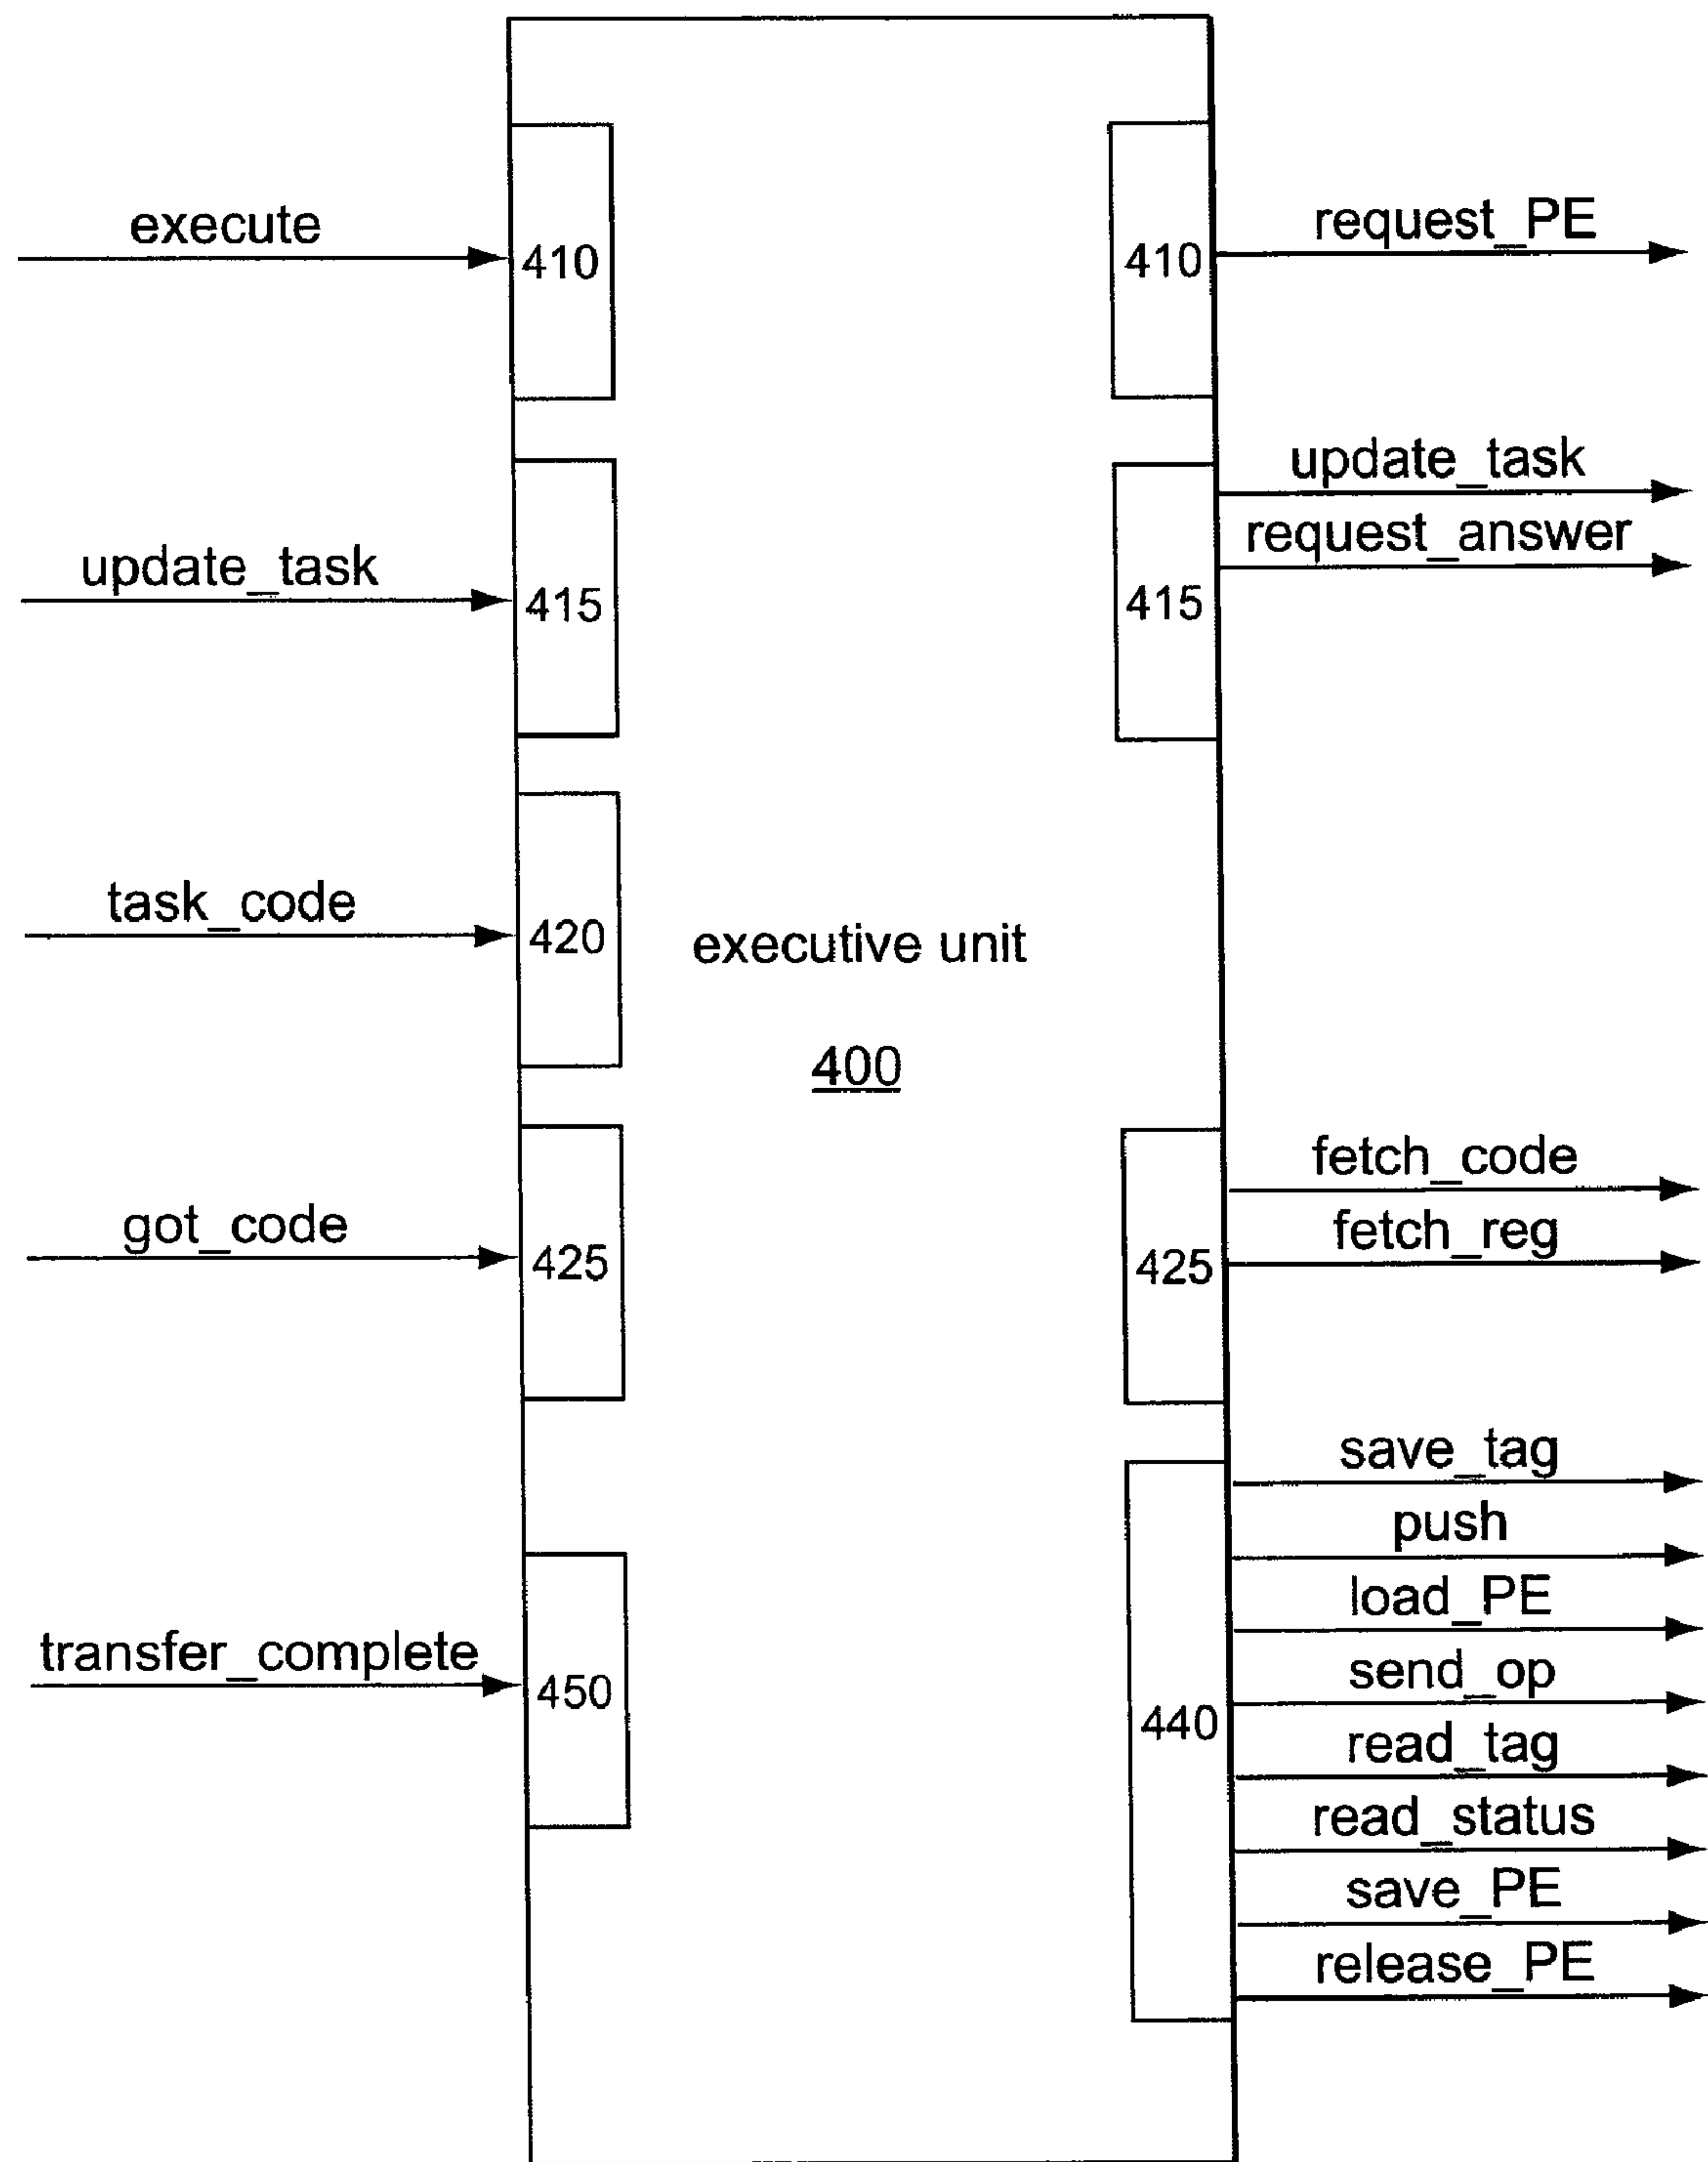 execute
410
410
request_PE
update_task
request_answer
update_task
415
415
task_code
420
executive unit
400
fetch_code
got_code
425
425
fetch_reg
save_tag
push
load_PE
transfer_complete
450
send_op
440
read_tag
read_status
save_PE
release_PE